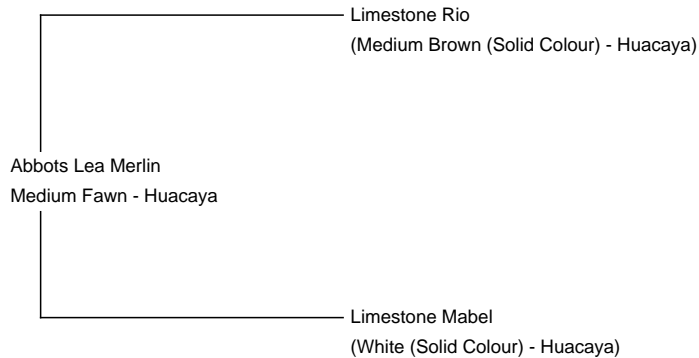 Limestone Rio
(Medium Brown (Solid Colour) - Huacaya)
Abbots Lea Merlin
Medium Fawn - Huacaya
Limestone Mabel
(White (Solid Colour) - Huacaya)